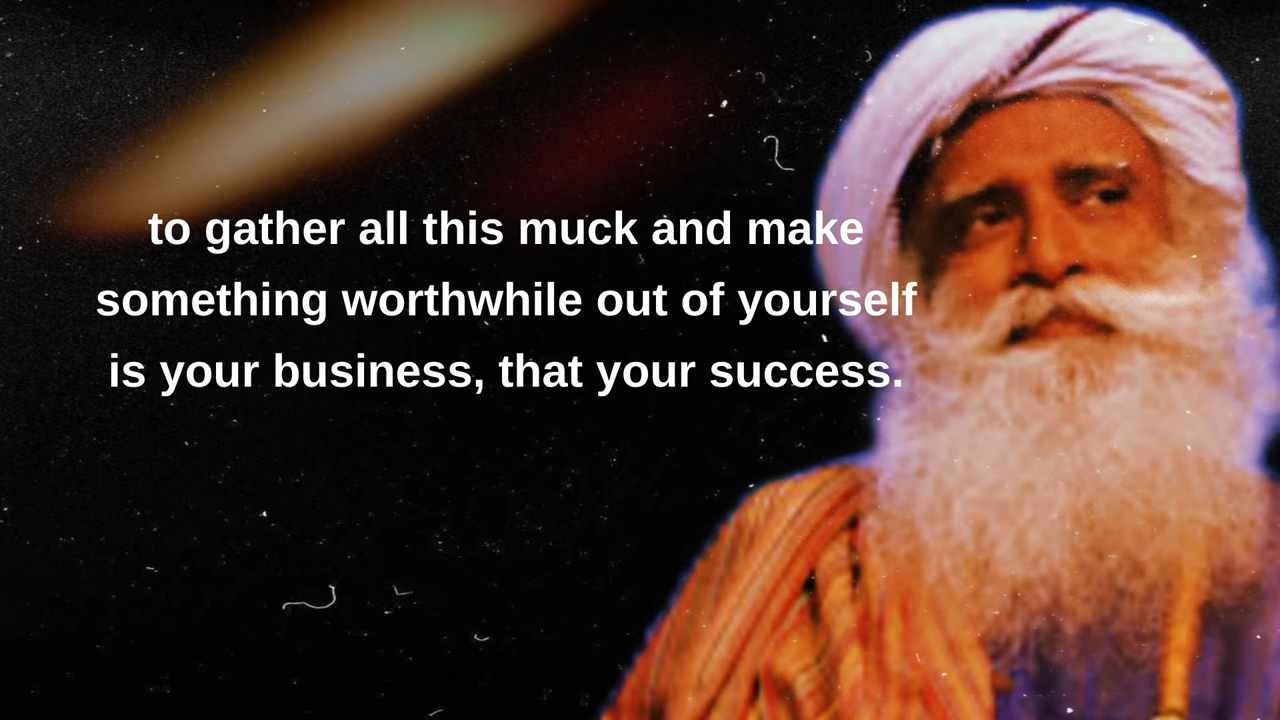 to gather all this muck and make
something worthwhile out of yourself
is your business, that your success.